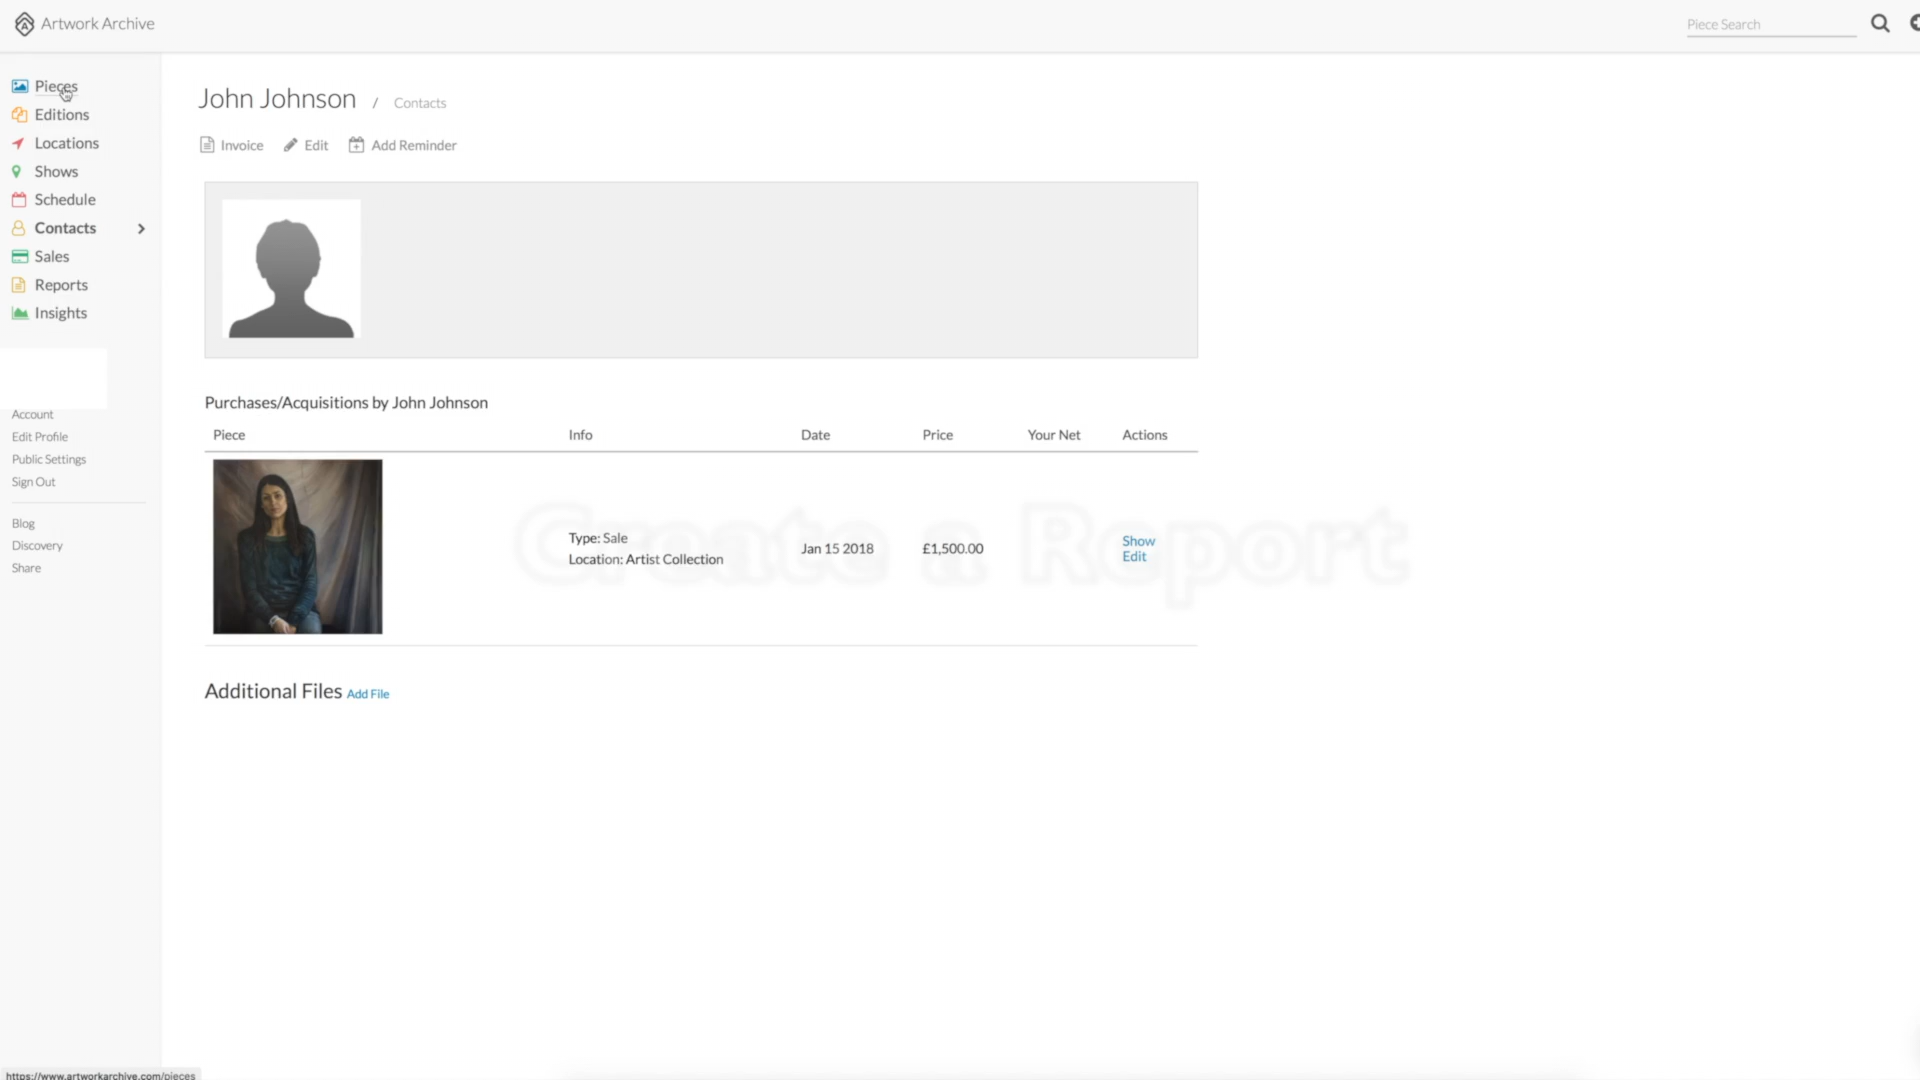 Artwork Archive
Piece Search
Pieces
Editions
Locations
Shows
Schedule
Contacts
Sales
Reports
Insights
Account
Edit Profile
Public Settings
Sign Out
Blog
Discovery
Share
John Johnson / Contacts
Invoice Edit Add Reminder
Purchases/Acquisitions by John Johnson
Piece Info Date Price Your Net Actions
Type: Sale
Location: Artist Collection
Jan 15 2018
£1,500.00
Show
Edit
Create a Report
Additional Files Add File
https://www.artworkarchive.com/pieces